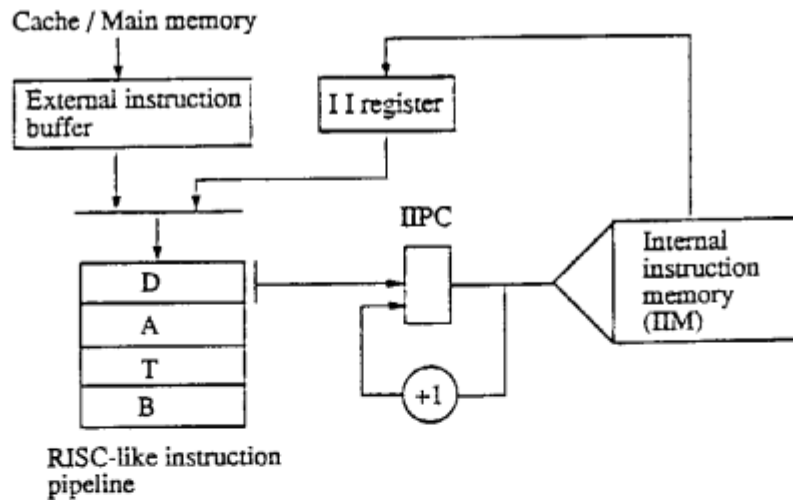 Cache / Main memory
External instruction
buffer
I I register
IIPC
Internal
instruction
memory
(IIM)
D
A
T
B
+1
RISC-like instruction
pipeline